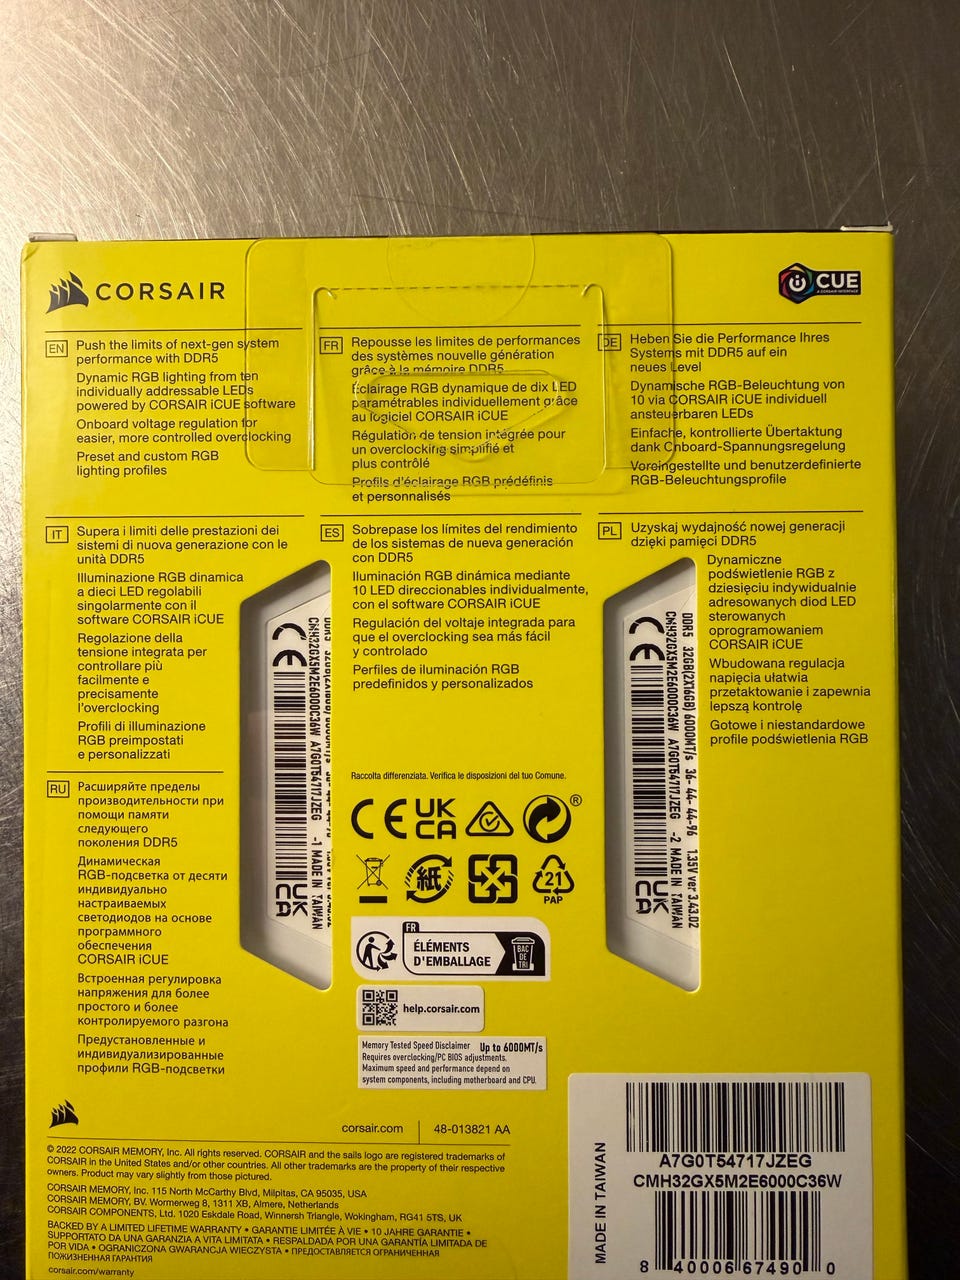 CORSAIR
iCUE
A CORSAIR INTERFACE
EN
Push the limits of next-gen system
performance with DDR5
Dynamic RGB lighting from ten
individually addressable LEDs
powered by CORSAIR iCUE software
Onboard voltage regulation for
easier, more controlled overclocking
Preset and custom RGB
lighting profiles
FR
Repousse les limites de performances
des systèmes nouvelle génération
grâce à la mémoire DDR5
Éclairage RGB dynamique de dix LED
paramétrables individuellement grâce
au logiciel CORSAIR iCUE
Régulation de tension intégrée pour
un overclocking simplifié et
plus contrôlé
Profils d'éclairage RGB prédéfinis
et personnalisés
DE
Heben Sie die Performance Ihres
Systems mit DDR5 auf ein
neues Level
Dynamische RGB-Beleuchtung von
10 via CORSAIR iCUE individuell
ansteuerbaren LEDs
Einfache, kontrollierte Übertaktung
dank Onboard-Spannungsregelung
Voreingestellte und benutzerdefinierte
RGB-Beleuchtungsprofile
IT
Supera i limiti delle prestazioni dei
sistemi di nuova generazione con le
unità DDR5
Illuminazione RGB dinamica
a dieci LED regolabili
singolarmente con il
software CORSAIR iCUE
Regolazione della
tensione integrata per
controllare più
facilmente e
precisamente
l'overclocking
Profili di illuminazione
RGB preimpostati
e personalizzati
ES
Sobrepase los límites del rendimiento
de los sistemas de nueva generación
con DDR5
Iluminación RGB dinámica mediante
10 LED direccionables individualmente,
con el software CORSAIR iCUE
Regulación del voltaje integrada para
que el overclocking sea más fácil
y controlado
Perfiles de iluminación RGB
predefinidos y personalizados
PL
Uzyskaj wydajność nowej generacji
dzięki pamięci DDR5
Dynamiczne
podświetlenie RGB z
dziesięciu indywidualnie
adresowanych diod LED
sterowanych
oprogramowaniem
CORSAIR iCUE
Wbudowana regulacja
napięcia ułatwia
przetaktowanie i zapewnia
lepszą kontrolę
Gotowe i niestandardowe
profile podświetlenia RGB
RU
Расширяйте пределы
производительности при
помощи памяти
следующего
поколения DDR5
Динамическая
RGB-подсветка от десяти
индивидуально
настраиваемых
светодиодов на основе
программного
обеспечения
CORSAIR iCUE
Встроенная регулировка
напряжения для более
простого и более
контролируемого разгона
Предустановленные и
индивидуализированные
профили RGB-подсветки
CMH32GX5M2E6000C36W A7G0T54717JZEG -1 MADE IN TAIWAN
CE
UK
CA
DDR5 32GB(2X16GB) 6000MT/s 36-44-44-96 1.35V ver 3.43.02
CMH32GX5M2E6000C36W A7G0T54717JZEG -2 MADE IN TAIWAN
CE
UK
CA
Raccolta differenziata. Verifica le disposizioni del tuo Comune.
CE
UK
CA
®
紙
21
PAP
FR
ÉLÉMENTS
D'EMBALLAGE
BAC
DE
TRI
help.corsair.com
Memory Tested Speed Disclaimer Up to 6000MT/s
Requires overclocking/PC BIOS adjustments.
Maximum speed and performance depend on
system components, including motherboard and CPU.
corsair.com
48-013821 AA
© 2022 CORSAIR MEMORY, Inc. All rights reserved. CORSAIR and the sails logo are registered trademarks of
CORSAIR in the United States and/or other countries. All other trademarks are the property of their respective
owners. Product may vary slightly from those pictured.
CORSAIR MEMORY, Inc. 115 North McCarthy Blvd, Milpitas, CA 95035, USA
CORSAIR MEMORY, BV. Wormerweg 8, 1311 XB, Almere, Netherlands
CORSAIR COMPONENTS, Ltd. 1020 Eskdale Road, Winnersh Triangle, Wokingham, RG41 5TS, UK
BACKED BY A LIMITED LIFETIME WARRANTY • GARANTIE LIMITÉE À VIE • 10 JAHRE GARANTIE •
SUPPORTATO DA UNA GARANZIA A VITA LIMITATA • RESPALDADA POR UNA GARANTÍA LIMITADA DE
POR VIDA • OGRANICZONA GWARANCJA WIECZYSTA • ПРЕДОСТАВЛЯЕТСЯ ОГРАНИЧЕННАЯ
ПОЖИЗНЕННАЯ ГАРАНТИЯ
corsair.com/warranty
MADE IN TAIWAN
A7G0T54717JZEG
CMH32GX5M2E6000C36W
8 40006 67490 0